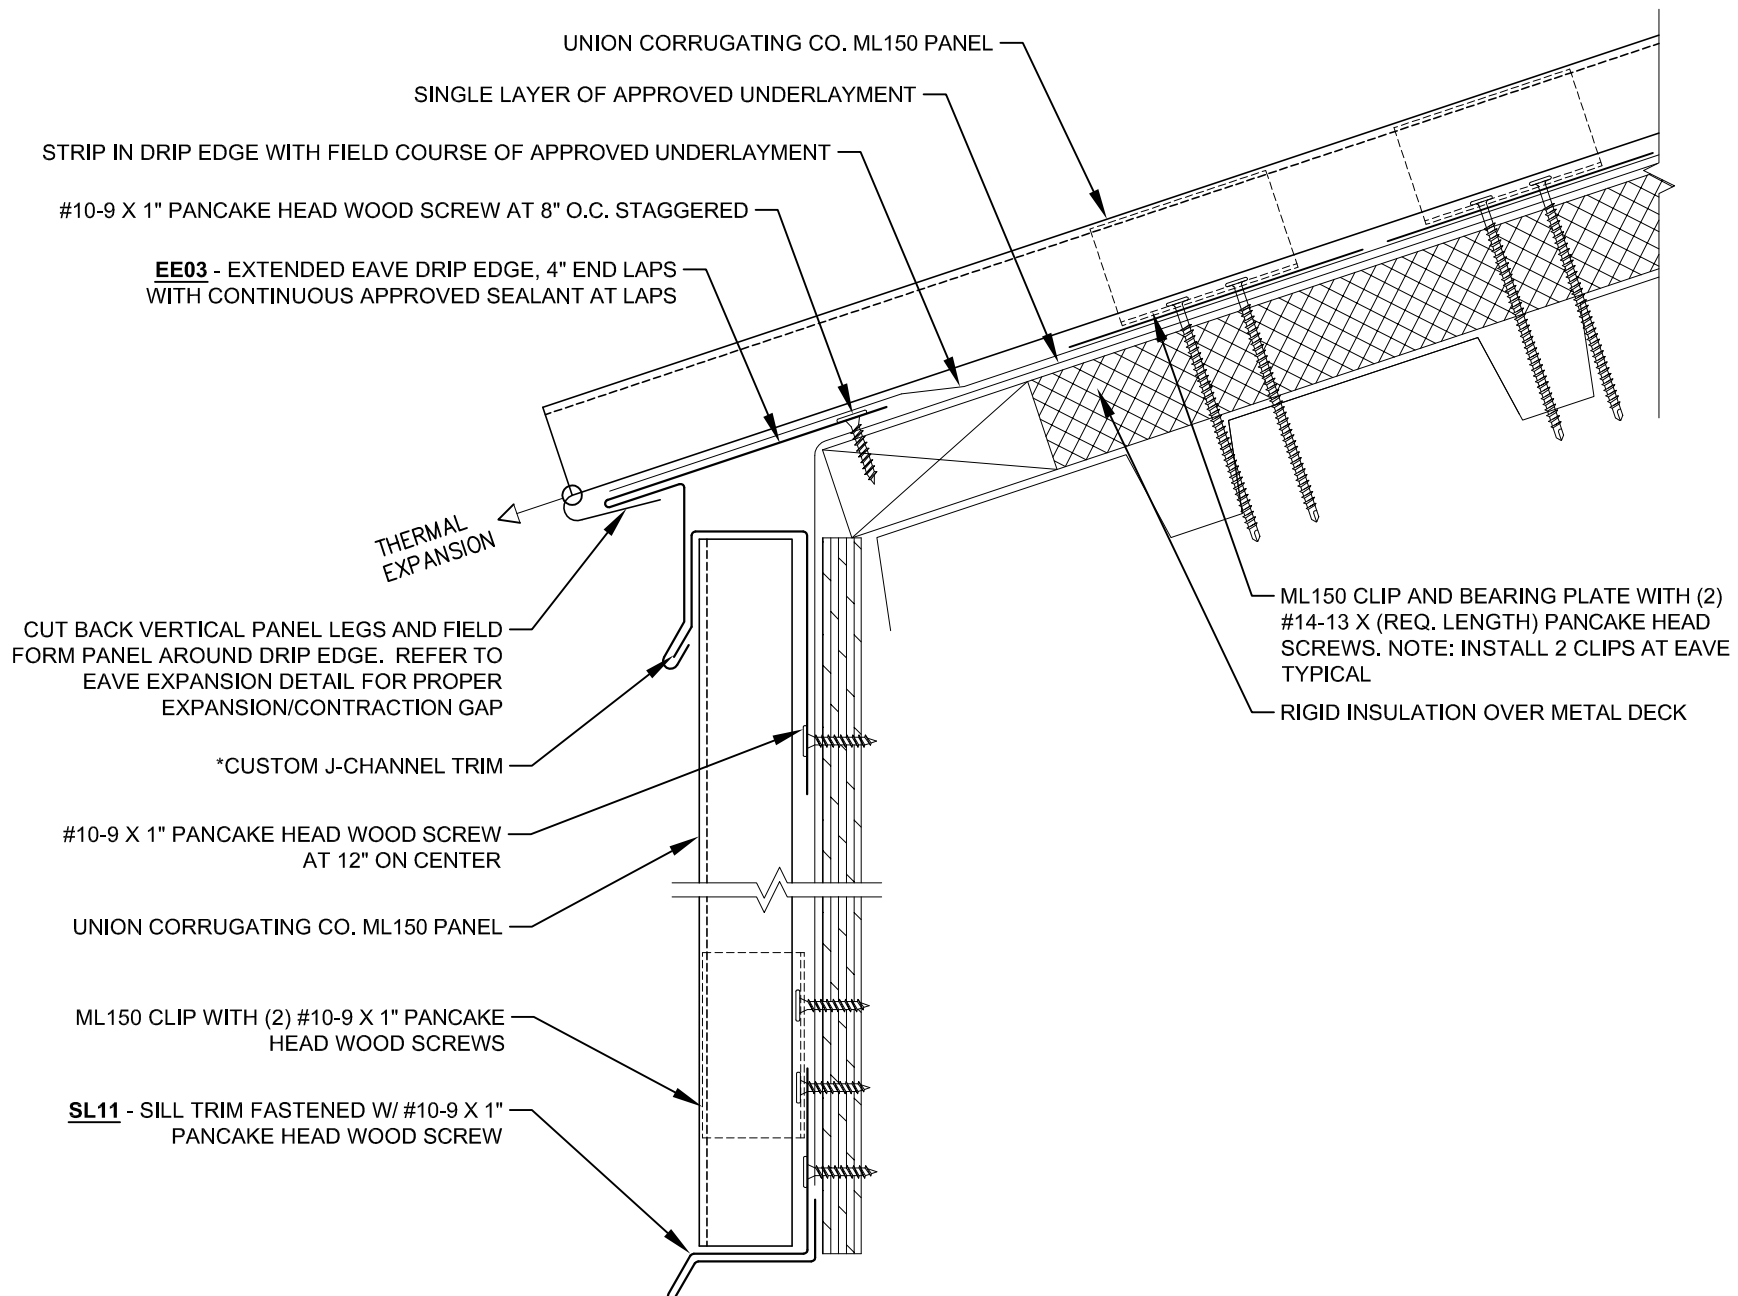 UNION CORRUGATING CO. ML150 PANEL
SINGLE LAYER OF APPROVED UNDERLAYMENT
STRIP IN DRIP EDGE WITH FIELD COURSE OF APPROVED UNDERLAYMENT
#10-9 X 1" PANCAKE HEAD WOOD SCREW AT 8" O.C. STAGGERED
EE03 - EXTENDED EAVE DRIP EDGE, 4" END LAPS
WITH CONTINUOUS APPROVED SEALANT AT LAPS
THERMAL
EXPANSION
CUT BACK VERTICAL PANEL LEGS AND FIELD
FORM PANEL AROUND DRIP EDGE. REFER TO
EAVE EXPANSION DETAIL FOR PROPER
EXPANSION/CONTRACTION GAP
*CUSTOM J-CHANNEL TRIM
#10-9 X 1" PANCAKE HEAD WOOD SCREW
AT 12" ON CENTER
UNION CORRUGATING CO. ML150 PANEL
ML150 CLIP WITH (2) #10-9 X 1" PANCAKE
HEAD WOOD SCREWS
SL11 - SILL TRIM FASTENED W/ #10-9 X 1"
PANCAKE HEAD WOOD SCREW
ML150 CLIP AND BEARING PLATE WITH (2)
#14-13 X (REQ. LENGTH) PANCAKE HEAD
SCREWS. NOTE: INSTALL 2 CLIPS AT EAVE
TYPICAL
RIGID INSULATION OVER METAL DECK